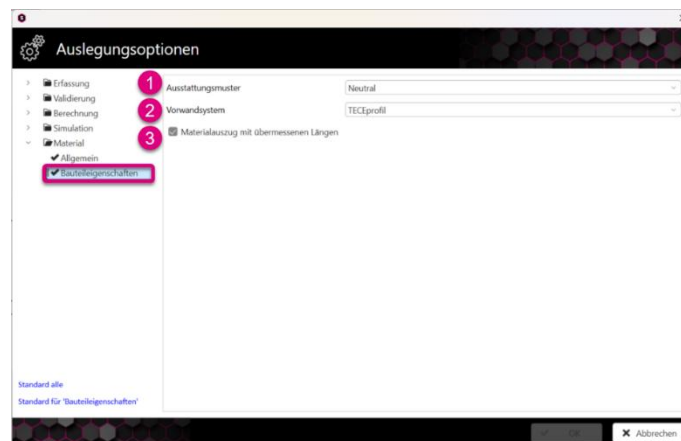 Auslegungsoptionen
Erfassung
Validierung
Berechnung
Simulation
Material
Allgemein
Bauteileigenschaften
1 Ausstattungsmuster Neutral
2 Vorwandsystem TECEprofil
3 Materialauszug mit übermessenen Längen
Standard alle
Standard für 'Bauteileigenschaften'
OK Abbrechen